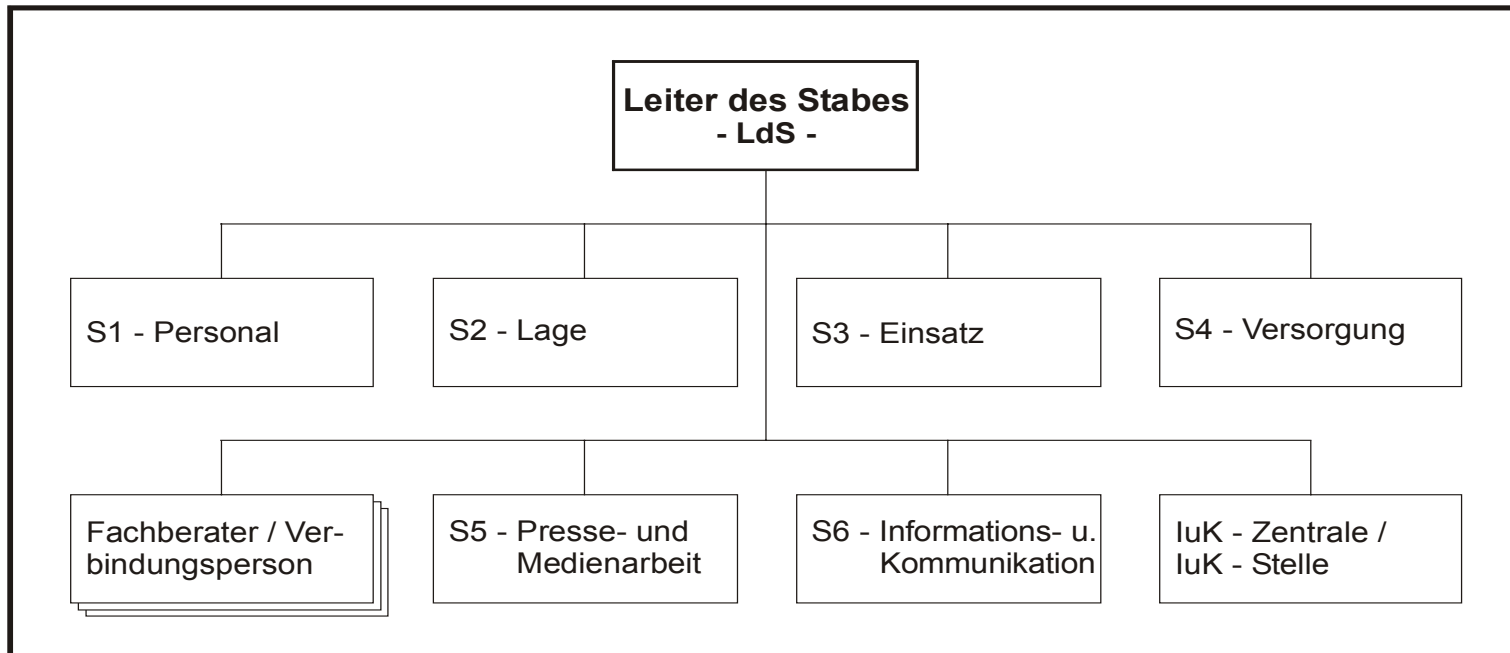 Leiter des Stabes
- LdS -
S1 - Personal
S2 - Lage
S3 - Einsatz
S4 - Versorgung
Fachberater / Ver-
bindungsperson
S5 - Presse- und
Medienarbeit
S6 - Informations- u.
Kommunikation
IuK - Zentrale /
IuK - Stelle